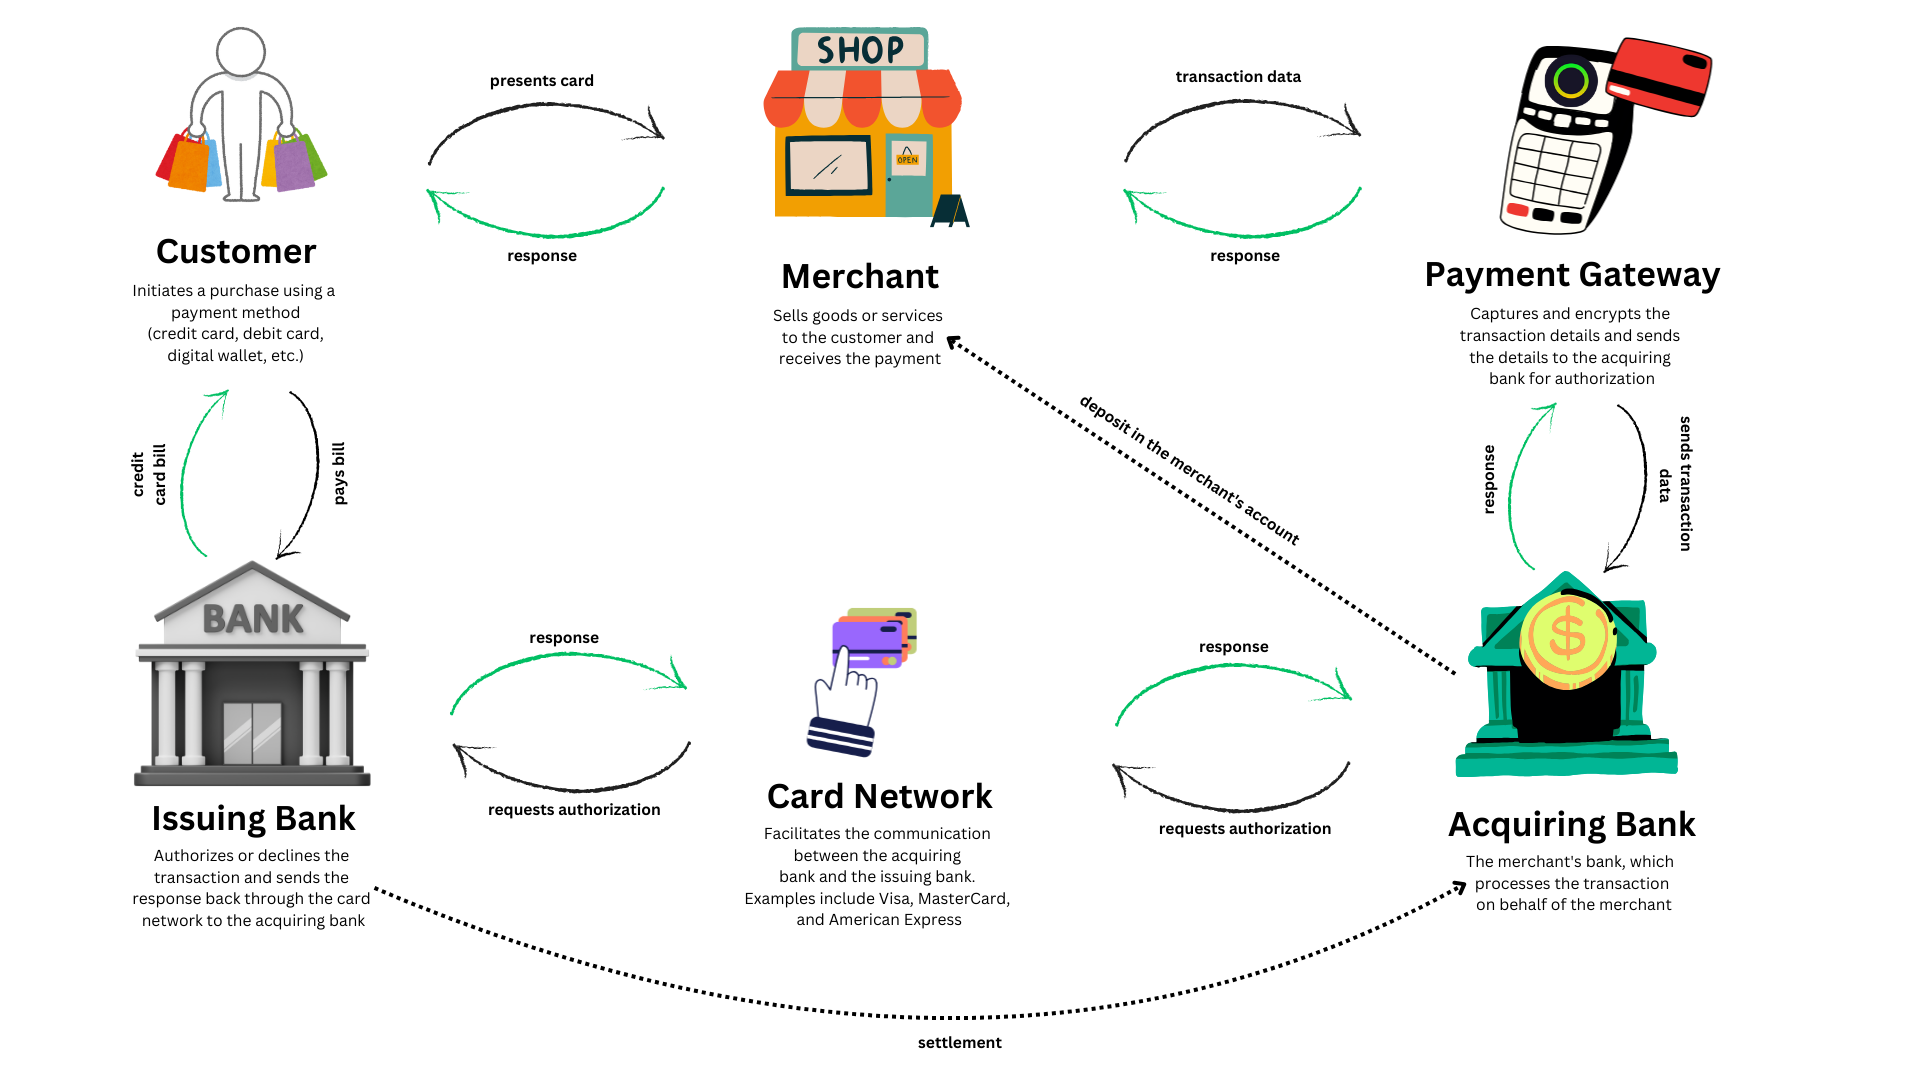 SHOP
OPEN
presents card
response
transaction data
response
Customer
Initiates a purchase using a
payment method
(credit card, debit card,
digital wallet, etc.)
Merchant
Sells goods or services
to the customer and
receives the payment
Payment Gateway
Captures and encrypts the
transaction details and sends
the details to the acquiring
bank for authorization
credit
card bill
pays bill
deposit in the merchant's account
response
sends transaction
data
BANK
$
response
requests authorization
response
requests authorization
Issuing Bank
Authorizes or declines the
transaction and sends the
response back through the card
network to the acquiring bank
Card Network
Facilitates the communication
between the acquiring
bank and the issuing bank.
Examples include Visa, MasterCard,
and American Express
Acquiring Bank
The merchant's bank, which
processes the transaction
on behalf of the merchant
settlement